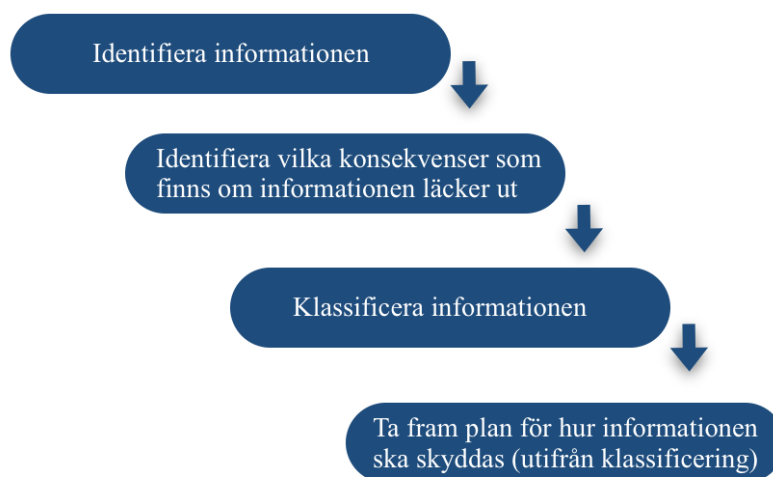 Identifiera informationen
Identifiera vilka konsekvenser som
finns om informationen läcker ut
Klassificera informationen
Ta fram plan för hur informationen
ska skyddas (utifrån klassificering)